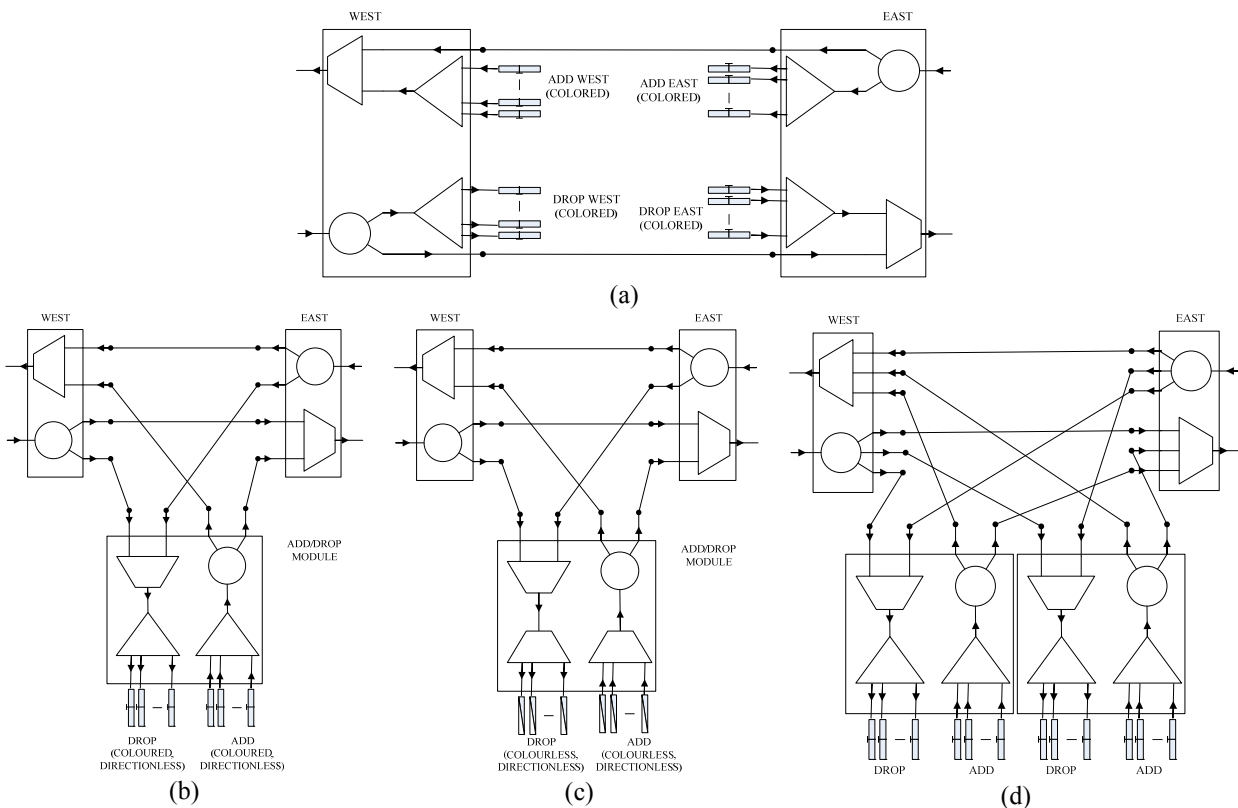 WEST
EAST
ADD WEST
(COLORED)
ADD EAST
(COLORED)
DROP WEST
(COLORED)
DROP EAST
(COLORED)
(a)
WEST
EAST
ADD/DROP
MODULE
DROP
(COLOURED,
DIRECTIONLESS)
ADD
(COLOURED,
DIRECTIONLESS)
(b)
WEST
EAST
ADD/DROP
MODULE
DROP
(COLOURLESS,
DIRECTIONLESS)
ADD
(COLOURLESS,
DIRECTIONLESS)
(c)
WEST
EAST
DROP
ADD
DROP
ADD
(d)